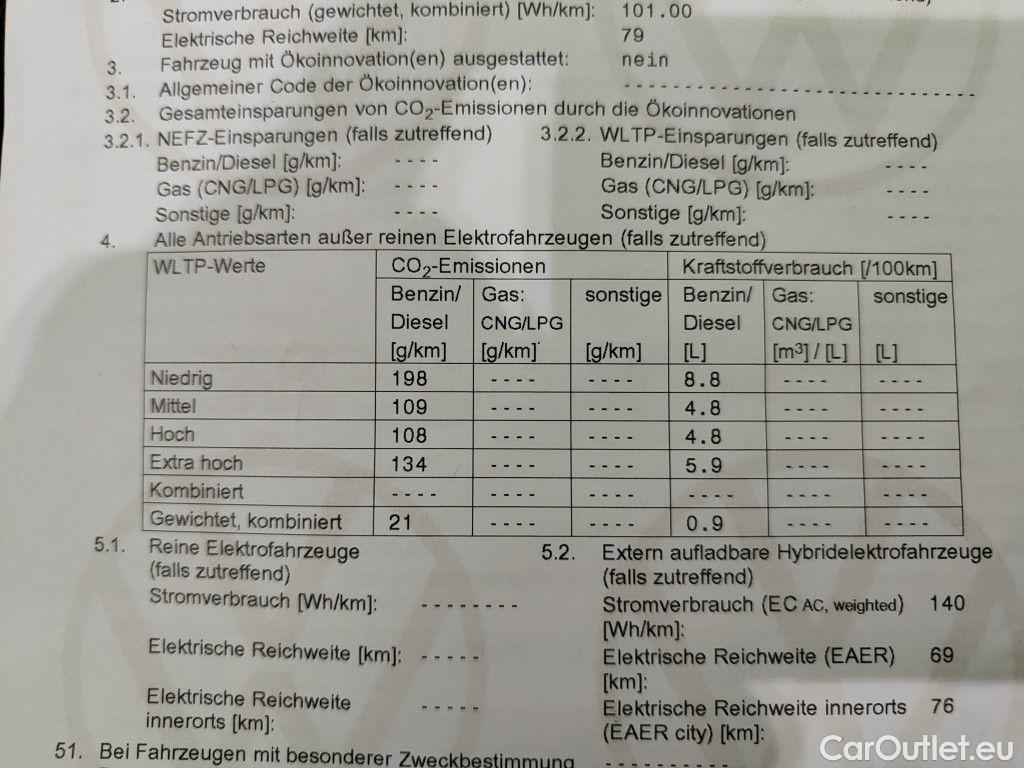 Stromverbrauch (gewichtet, kombiniert) [Wh/km]: 101.00
Elektrische Reichweite [km]: 79
3. Fahrzeug mit Ökoinnovation(en) ausgestattet: nein
3.1. Allgemeiner Code der Ökoinnovation(en): - - - - - - - - - - - - - - - - - - - - - - - - - -
3.2. Gesamteinsparungen von CO₂-Emissionen durch die Ökoinnovationen
3.2.1. NEFZ-Einsparungen (falls zutreffend) 3.2.2. WLTP-Einsparungen (falls zutreffend)
Benzin/Diesel [g/km]: - - - - Benzin/Diesel [g/km]: - - - -
Gas (CNG/LPG) [g/km]: - - - - Gas (CNG/LPG) [g/km]: - - - -
Sonstige [g/km]: - - - - Sonstige [g/km]: - - - -
4. Alle Antriebsarten außer reinen Elektrofahrzeugen (falls zutreffend)
WLTP-Werte CO₂-Emissionen Kraftstoffverbrauch [/100km]
Benzin/ Gas: sonstige Benzin/ Gas: sonstige
Diesel CNG/LPG Diesel CNG/LPG
[g/km] [g/km] [g/km] [L] [m³] / [L] [L]
Niedrig 198 - - - - - - - - 8.8 - - - - - - - -
Mittel 109 - - - - - - - - 4.8 - - - - - - - -
Hoch 108 - - - - - - - - 4.8 - - - - - - - -
Extra hoch 134 - - - - - - - - 5.9 - - - - - - - -
Kombiniert - - - - - - - - - - - - - - - - - - - - - - - -
Gewichtet, kombiniert 21 - - - - - - - - 0.9 - - - - - - - -
5.1. Reine Elektrofahrzeuge 5.2. Extern aufladbare Hybridelektrofahrzeuge
(falls zutreffend) (falls zutreffend)
Stromverbrauch [Wh/km]: - - - - - - - - Stromverbrauch (EC AC, weighted) 140
[Wh/km]:
Elektrische Reichweite [km]: - - - - - Elektrische Reichweite (EAER) 69
[km]:
Elektrische Reichweite - - - - - Elektrische Reichweite innerorts 76
innerorts [km]: (EAER city) [km]:
51. Bei Fahrzeugen mit besonderer Zweckbestimmung - - - - - - - - - -
CarOutlet.eu